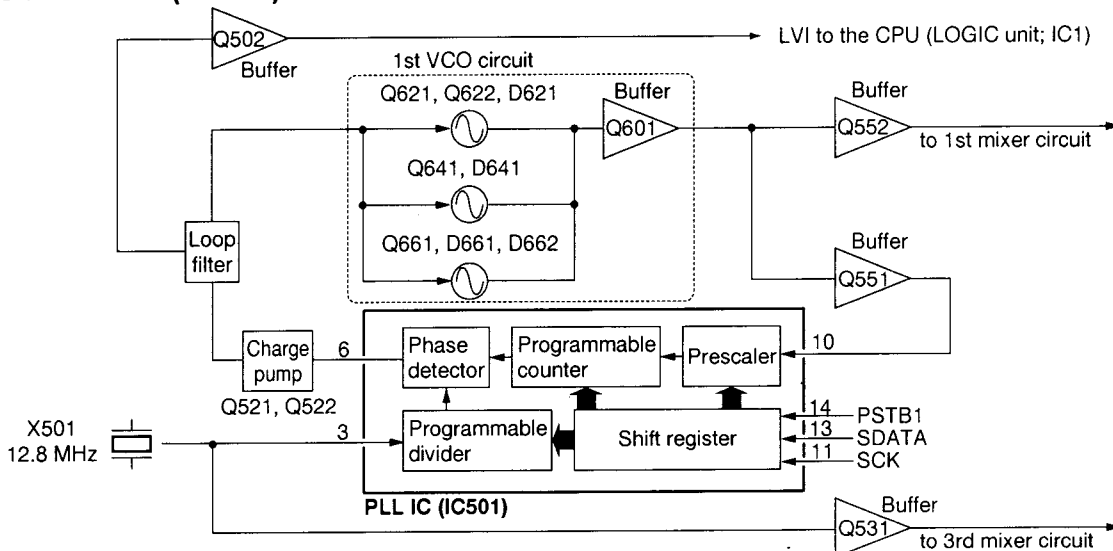 Q502
Buffer
LVI to the CPU (LOGIC unit; IC1)
1st VCO circuit
Q621, Q622, D621
Buffer
Q601
Buffer
Q552
to 1st mixer circuit
Q641, D641
Q661, D661, D662
Loop
filter
Buffer
Q551
Charge
pump
Q521, Q522
6
Phase
detector
Programmable
counter
Prescaler
10
X501
12.8 MHz
3
Programmable
divider
Shift register
14
PSTB1
13
SDATA
11
SCK
PLL IC (IC501)
Buffer
Q531
to 3rd mixer circuit